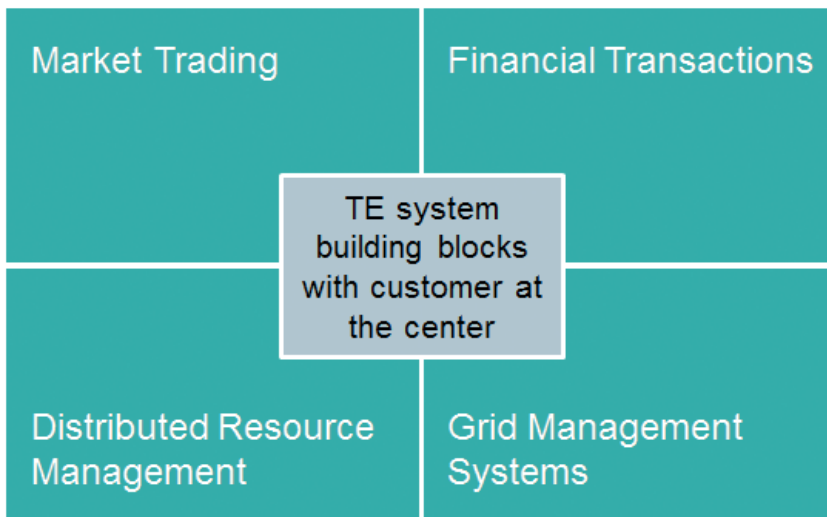 Market Trading
Financial Transactions
TE system
building blocks
with customer at
the center
Distributed Resource
Management
Grid Management
Systems